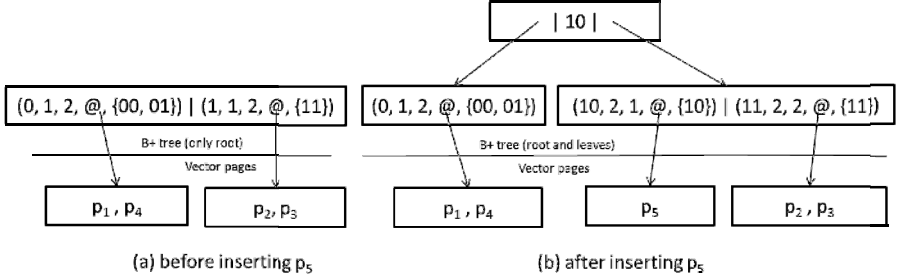 | 10 |
(0, 1, 2, @, {00, 01}) | (1, 1, 2, @, {11})
(0, 1, 2, @, {00, 01})
(10, 2, 1, @, {10}) | (11, 2, 2, @, {11})
B+ tree (only root)
B+ tree (root and leaves)
Vector pages
Vector pages
p₁ , p₄
p₂, p₃
p₁ , p₄
p₅
p₂ , p₃
(a) before inserting p₅
(b) after inserting p₅